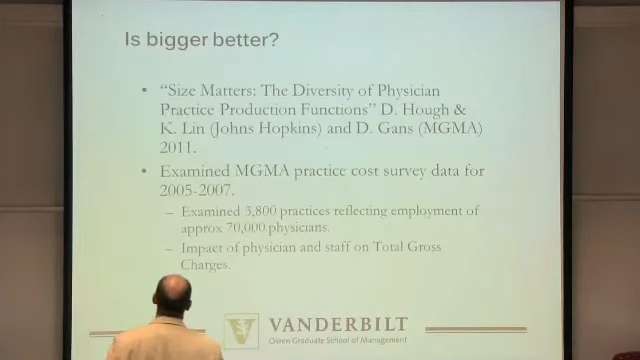 Is bigger better?
• “Size Matters: The Diversity of Physician
Practice Production Functions” D. Hough &
K. Lin (Johns Hopkins) and D. Gans (MGMA)
2011.
• Examined MGMA practice cost survey data for
2005-2007.
– Examined 3,800 practices reflecting employment of
approx 70,000 physicians.
– Impact of physician and staff on Total Gross
Charges.
V
VANDERBILT
Owen Graduate School of Management